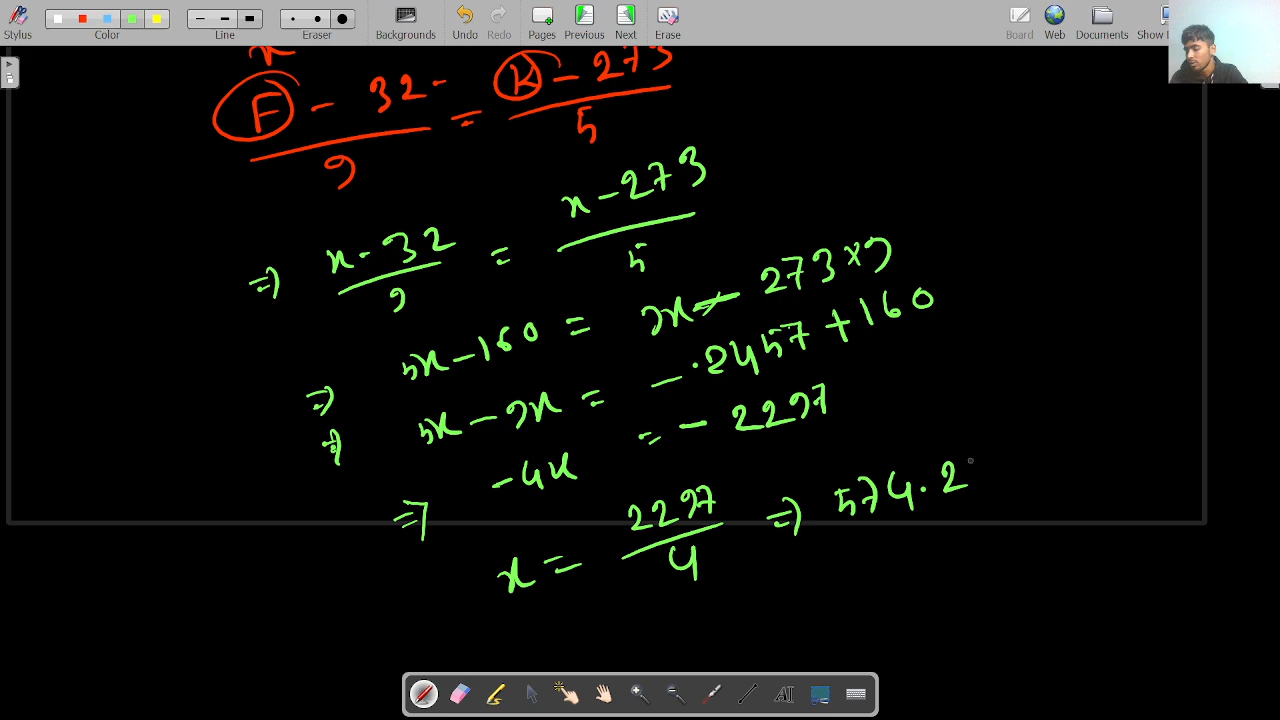 Stylus Color Line Eraser Backgrounds Undo Redo Pages Previous Next Erase Board Web Documents
F - 32 = K - 273
9 5
⇒ x - 32 = x - 273
9 5
⇒ 5x - 160 = 9x - 273 x 9
⇒ 5x - 9x = - 2457 + 160
-4x = - 2297
⇒ x = 2297 ⇒ 574.2
4